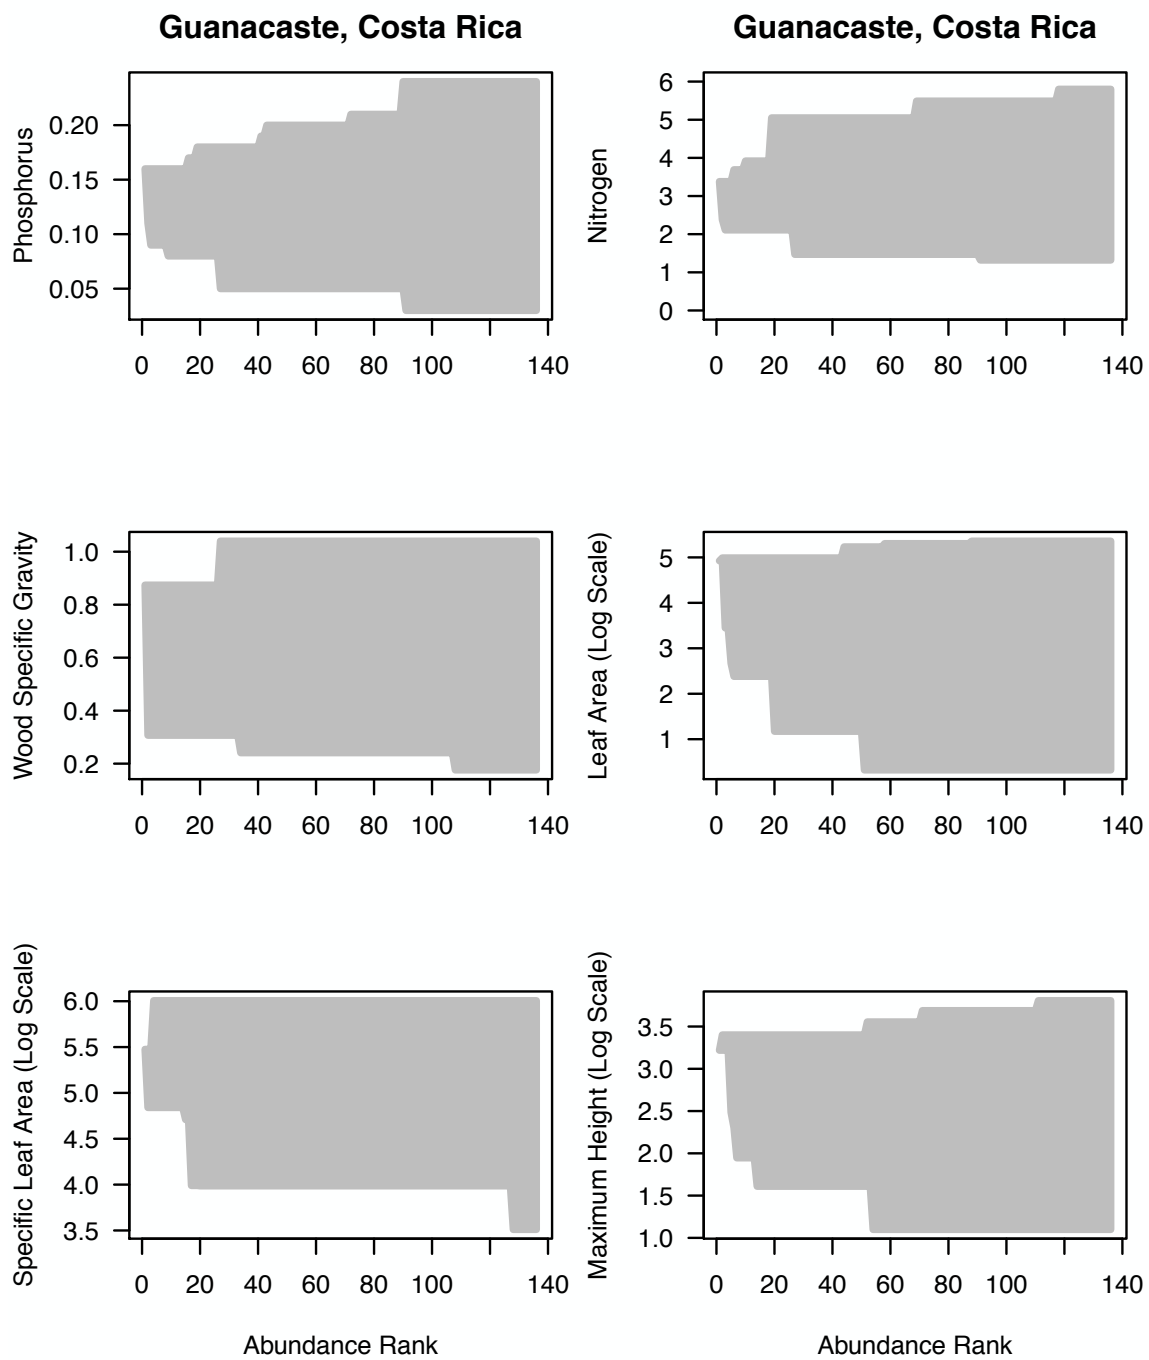 Guanacaste, Costa Rica
Phosphorus
0.20
0.15
0.10
0.05
0 20 40 60 80 100 140
Guanacaste, Costa Rica
Nitrogen
6
5
4
3
2
1
0
0 20 40 60 80 100 140
Wood Specific Gravity
1.0
0.8
0.6
0.4
0.2
0 20 40 60 80 100 140
Leaf Area (Log Scale)
5
4
3
2
1
0 20 40 60 80 100 140
Specific Leaf Area (Log Scale)
6.0
5.5
5.0
4.5
4.0
3.5
0 20 40 60 80 100 140
Abundance Rank
Maximum Height (Log Scale)
3.5
3.0
2.5
2.0
1.5
1.0
0 20 40 60 80 100 140
Abundance Rank